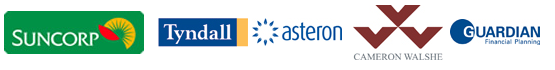 SUNCORP
Tyndall
asteron
CAMERON WALSHE
GUARDIAN
Financial Planning